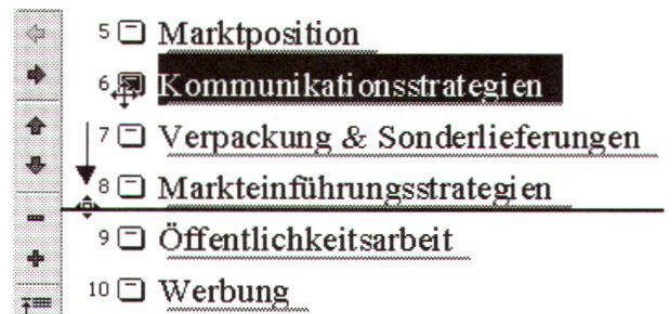 5 Marktposition
6 Kommunikationsstrategien
7 Verpackung & Sonderlieferungen
8 Markteinführungsstrategien
9 Öffentlichkeitsarbeit
10 Werbung